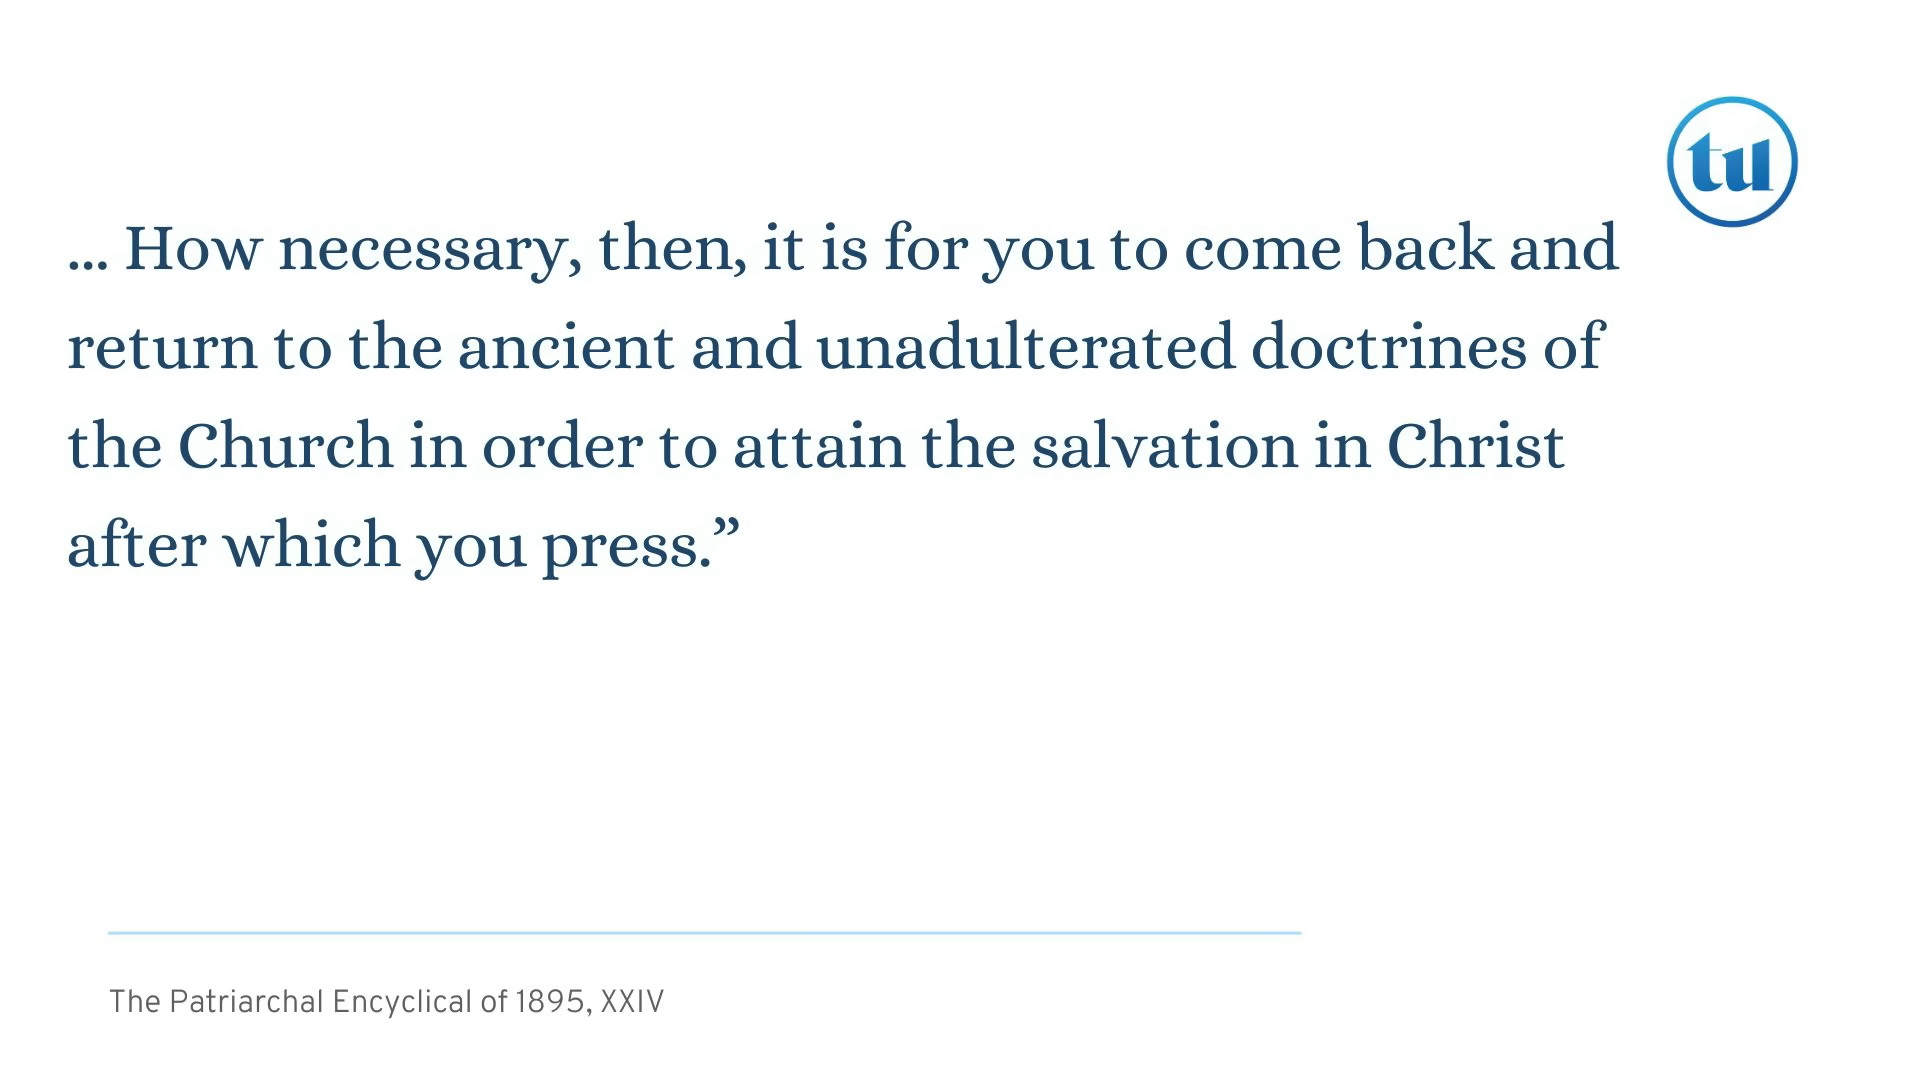 tu
... How necessary, then, it is for you to come back and
return to the ancient and unadulterated doctrines of
the Church in order to attain the salvation in Christ
after which you press.”
The Patriarchal Encyclical of 1895, XXIV